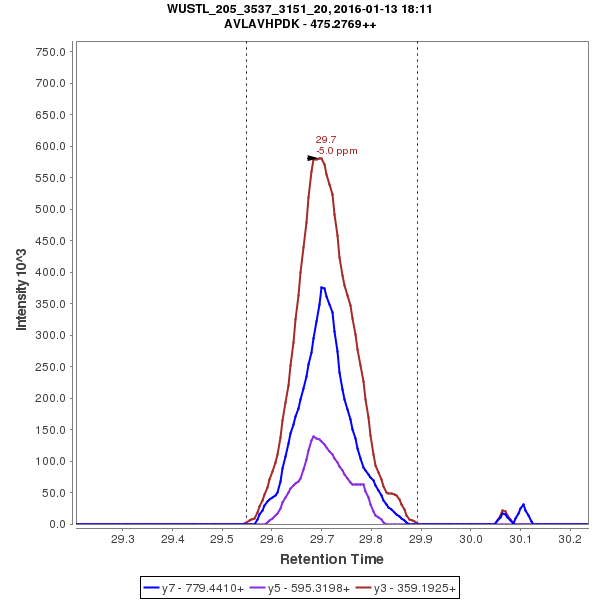 WUSTL_205_3537_3151_20, 2016-01-13 18:11
AVLAVHPDK - 475.2769++
Intensity 10^3
750.0
700.0
650.0
600.0
550.0
500.0
450.0
400.0
350.0
300.0
250.0
200.0
150.0
100.0
50.0
0.0
29.7
-5.0 ppm
29.3 29.4 29.5 29.6 29.7 29.8 29.9 30.0 30.1 30.2
Retention Time
y7 - 779.4410+ y5 - 595.3198+ y3 - 359.1925+